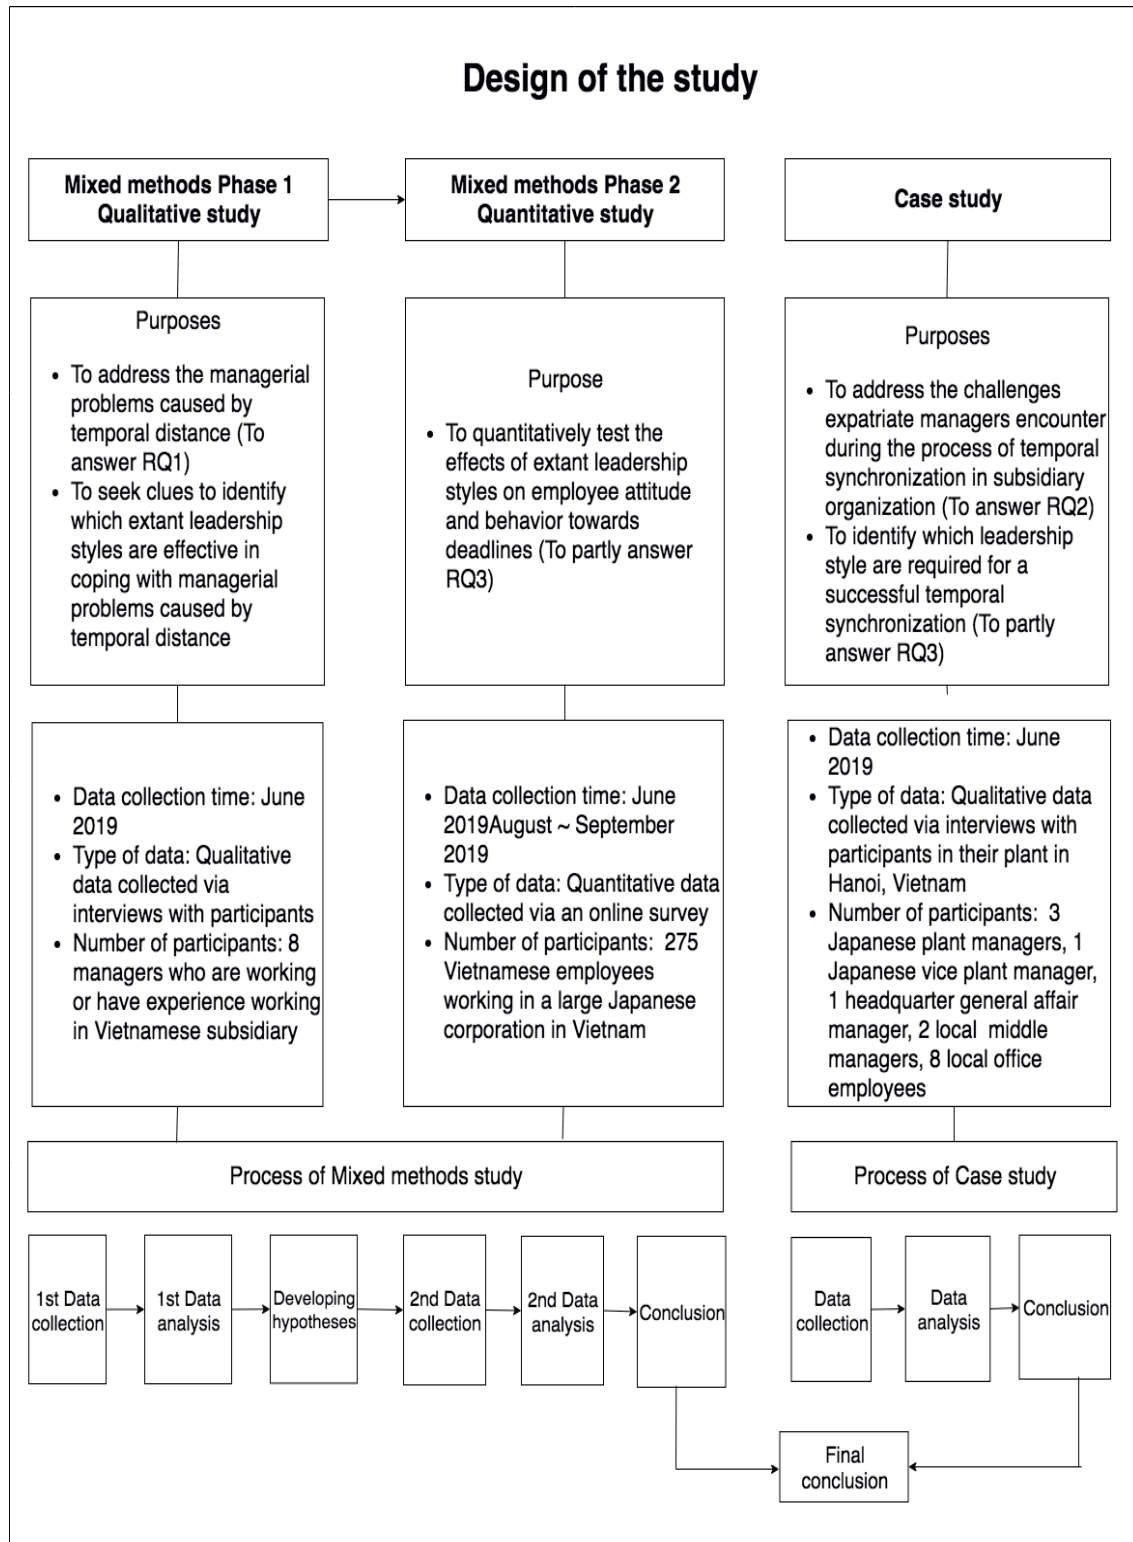 Design of the study
Mixed methods Phase 1
Qualitative study
Mixed methods Phase 2
Quantitative study
Case study
Purposes
• To address the managerial
problems caused by
temporal distance (To
answer RQ1)
• To seek clues to identify
which extant leadership
styles are effective in
coping with managerial
problems caused by
temporal distance
Purpose
• To quantitatively test the
effects of extant leadership
styles on employee attitude
and behavior towards
deadlines (To partly answer
RQ3)
Purposes
• To address the challenges
expatriate managers encounter
during the process of temporal
synchronization in subsidiary
organization (To answer RQ2)
• To identify which leadership
style are required for a
successful temporal
synchronization (To partly
answer RQ3)
• Data collection time: June
2019
• Type of data: Qualitative
data collected via
interviews with participants
• Number of participants: 8
managers who are working
or have experience working
in Vietnamese subsidiary
• Data collection time: June
2019August ~ September
2019
• Type of data: Quantitative data
collected via an online survey
• Number of participants: 275
Vietnamese employees
working in a large Japanese
corporation in Vietnam
• Data collection time: June
2019
• Type of data: Qualitative data
collected via interviews with
participants in their plant in
Hanoi, Vietnam
• Number of participants: 3
Japanese plant managers, 1
Japanese vice plant manager,
1 headquarter general affair
manager, 2 local middle
managers, 8 local office
employees
Process of Mixed methods study
Process of Case study
1st Data
collection
1st Data
analysis
Developing
hypotheses
2nd Data
collection
2nd Data
analysis
Conclusion
Data
collection
Data
analysis
Conclusion
Final
conclusion